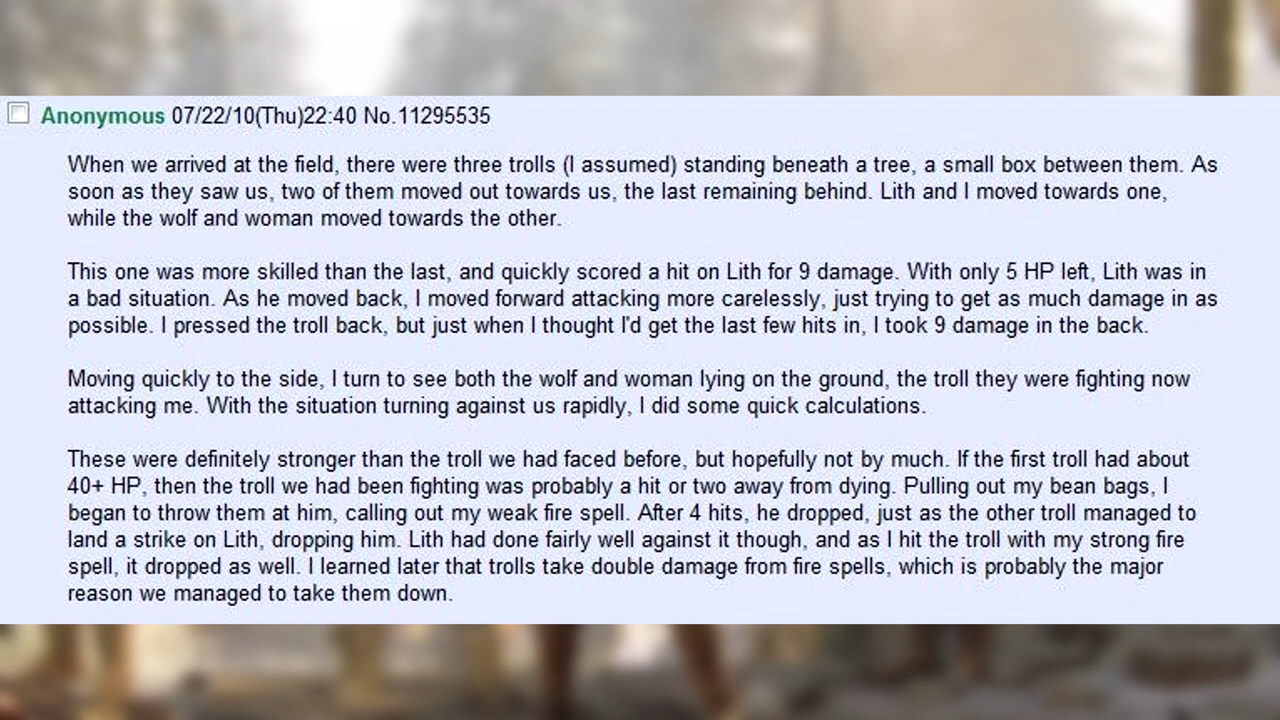 Anonymous 07/22/10(Thu)22:40 No.11295535
When we arrived at the field, there were three trolls (I assumed) standing beneath a tree, a small box between them. As
soon as they saw us, two of them moved out towards us, the last remaining behind. Lith and I moved towards one,
while the wolf and woman moved towards the other.
This one was more skilled than the last, and quickly scored a hit on Lith for 9 damage. With only 5 HP left, Lith was in
a bad situation. As he moved back, I moved forward attacking more carelessly, just trying to get as much damage in as
possible. I pressed the troll back, but just when I thought I'd get the last few hits in, I took 9 damage in the back.
Moving quickly to the side, I turn to see both the wolf and woman lying on the ground, the troll they were fighting now
attacking me. With the situation turning against us rapidly, I did some quick calculations.
These were definitely stronger than the troll we had faced before, but hopefully not by much. If the first troll had about
40+ HP, then the troll we had been fighting was probably a hit or two away from dying. Pulling out my bean bags, I
began to throw them at him, calling out my weak fire spell. After 4 hits, he dropped, just as the other troll managed to
land a strike on Lith, dropping him. Lith had done fairly well against it though, and as I hit the troll with my strong fire
spell, it dropped as well. I learned later that trolls take double damage from fire spells, which is probably the major
reason we managed to take them down.